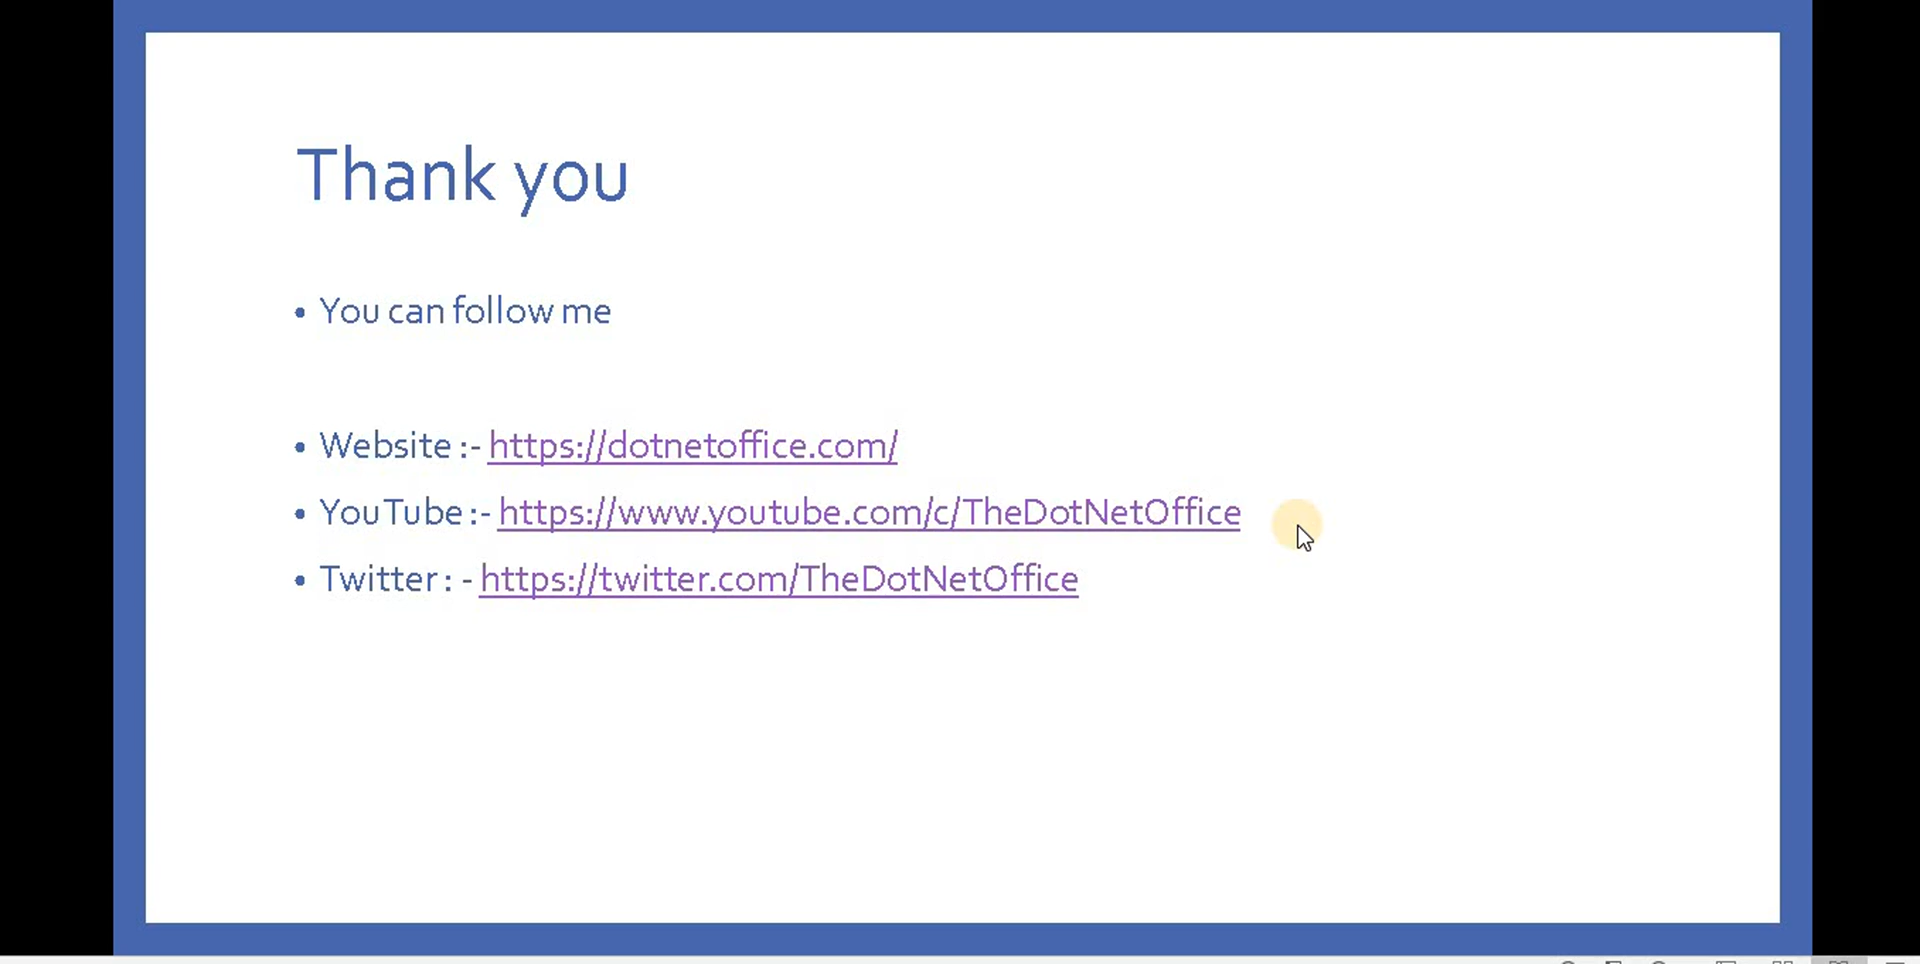 Thank you
• You can follow me
• Website :- https://dotnetoffice.com/
• YouTube :- https://www.youtube.com/c/TheDotNetOffice
• Twitter : - https://twitter.com/TheDotNetOffice